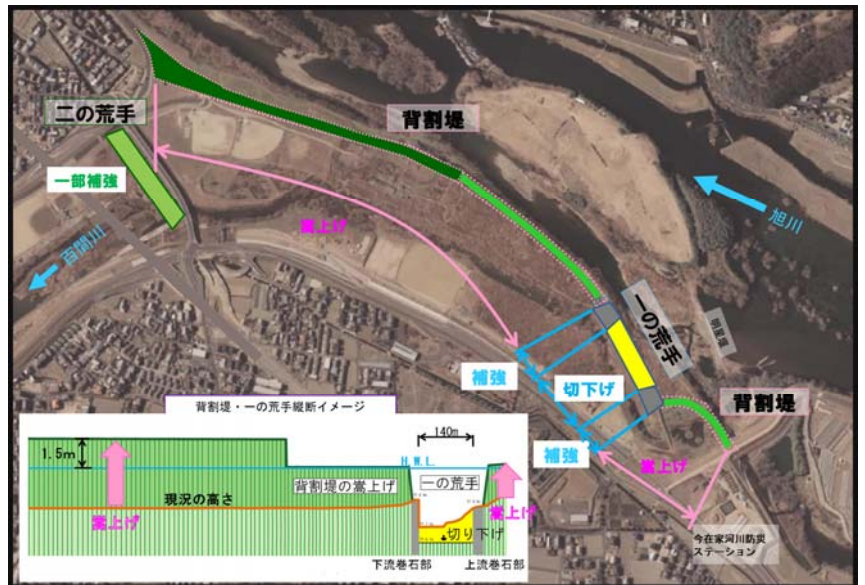 二の荒手
背割堤
一部補強
旭川
嵩上げ
百間川
一の荒手
補強
切下げ
背割堤
補強
嵩上げ
今在家河川防災
ステーション
背割堤・一の荒手縦断イメージ
140m
1.5m
H.W.L.
背割堤の嵩上げ
一の荒手
現況の高さ
嵩上げ
嵩上げ
切り下げ
下流巻石部
上流巻石部